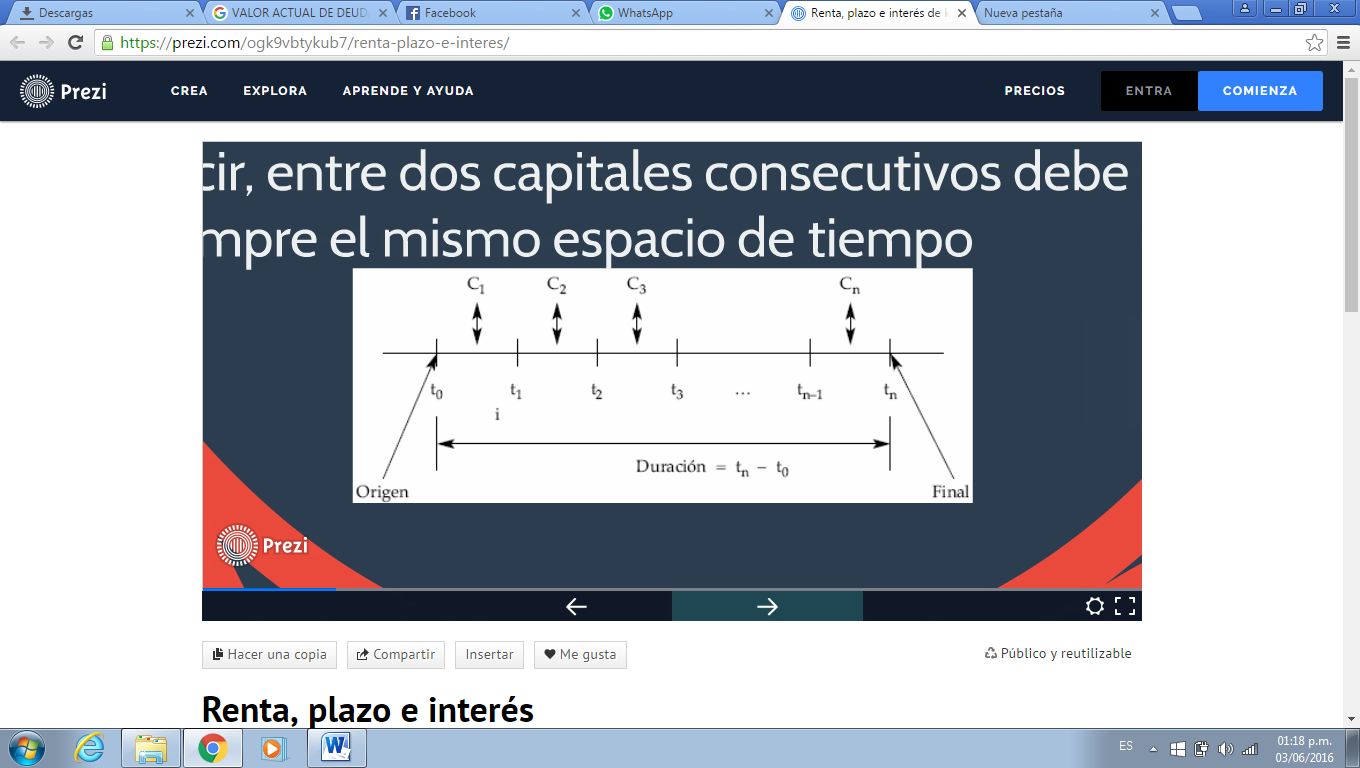 Descargas
VALOR ACTUAL DE DEUD
Facebook
WhatsApp
Renta, plazo e interés de l
Nueva pestaña
https://prezi.com/ogk9vbtykub7/renta-plazo-e-interes/
Prezi
CREA
EXPLORA
APRENDE Y AYUDA
PRECIOS
ENTRA
COMIENZA
cir, entre dos capitales consecutivos debe
mpre el mismo espacio de tiempo
C1 C2 C3 Cn
t0 t1 t2 t3 ... tn–1 tn
i
Duración = tn – t0
Origen
Final
Prezi
Hacer una copia
Compartir
Insertar
Me gusta
Público y reutilizable
Renta, plazo e interés
ES
01:18 p.m.
03/06/2016